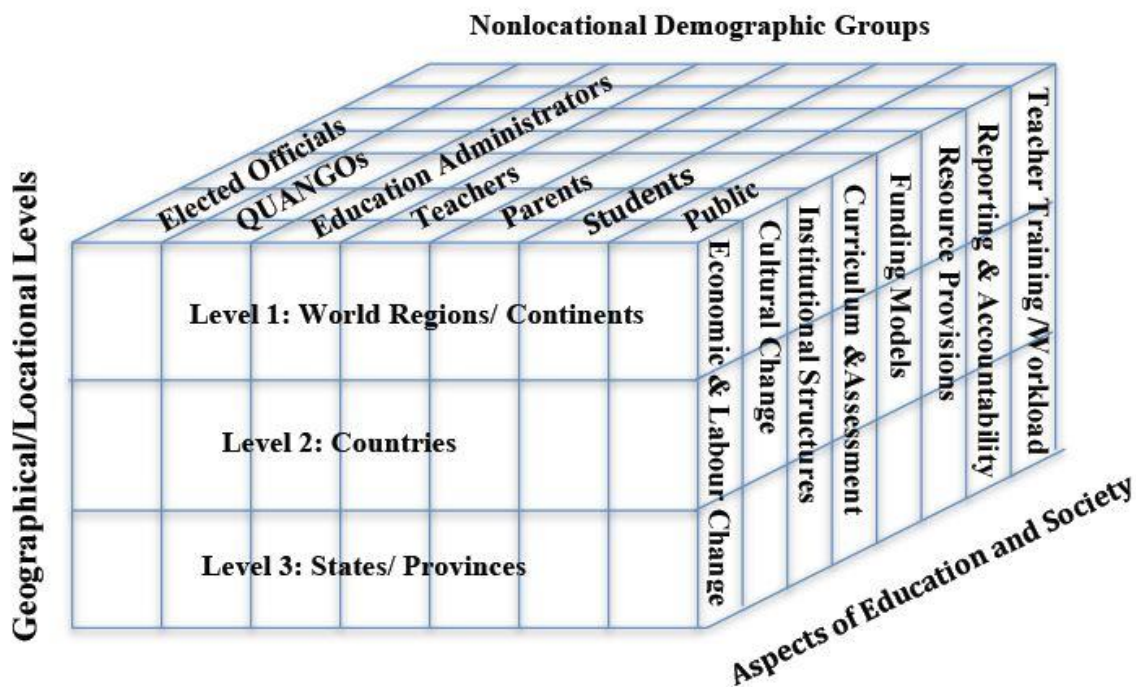 Nonlocational Demographic Groups
Elected Officials
QUANGOs
Education Administrators
Teachers
Parents
Students
Public
Geographical/Locational Levels
Level 1: World Regions/ Continents
Level 2: Countries
Level 3: States/ Provinces
Economic & Labour Change
Cultural Change
Institutional Structures
Curriculum &Assessment
Funding Models
Resource Provisions
Reporting & Accountability
Teacher Training /Workload
Aspects of Education and Society